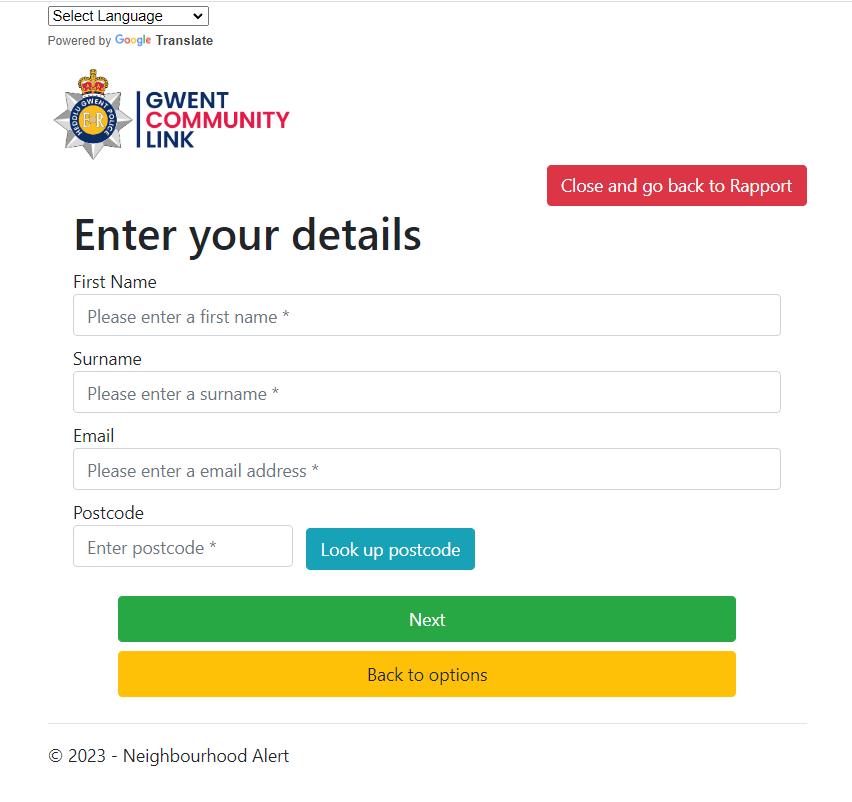 Select Language
Powered by Google Translate
HEDDLU GWENT POLICE
E R
GWENT
COMMUNITY
LINK
Close and go back to Rapport
Enter your details
First Name
Please enter a first name *
Surname
Please enter a surname *
Email
Please enter a email address *
Postcode
Enter postcode *
Look up postcode
Next
Back to options
© 2023 - Neighbourhood Alert